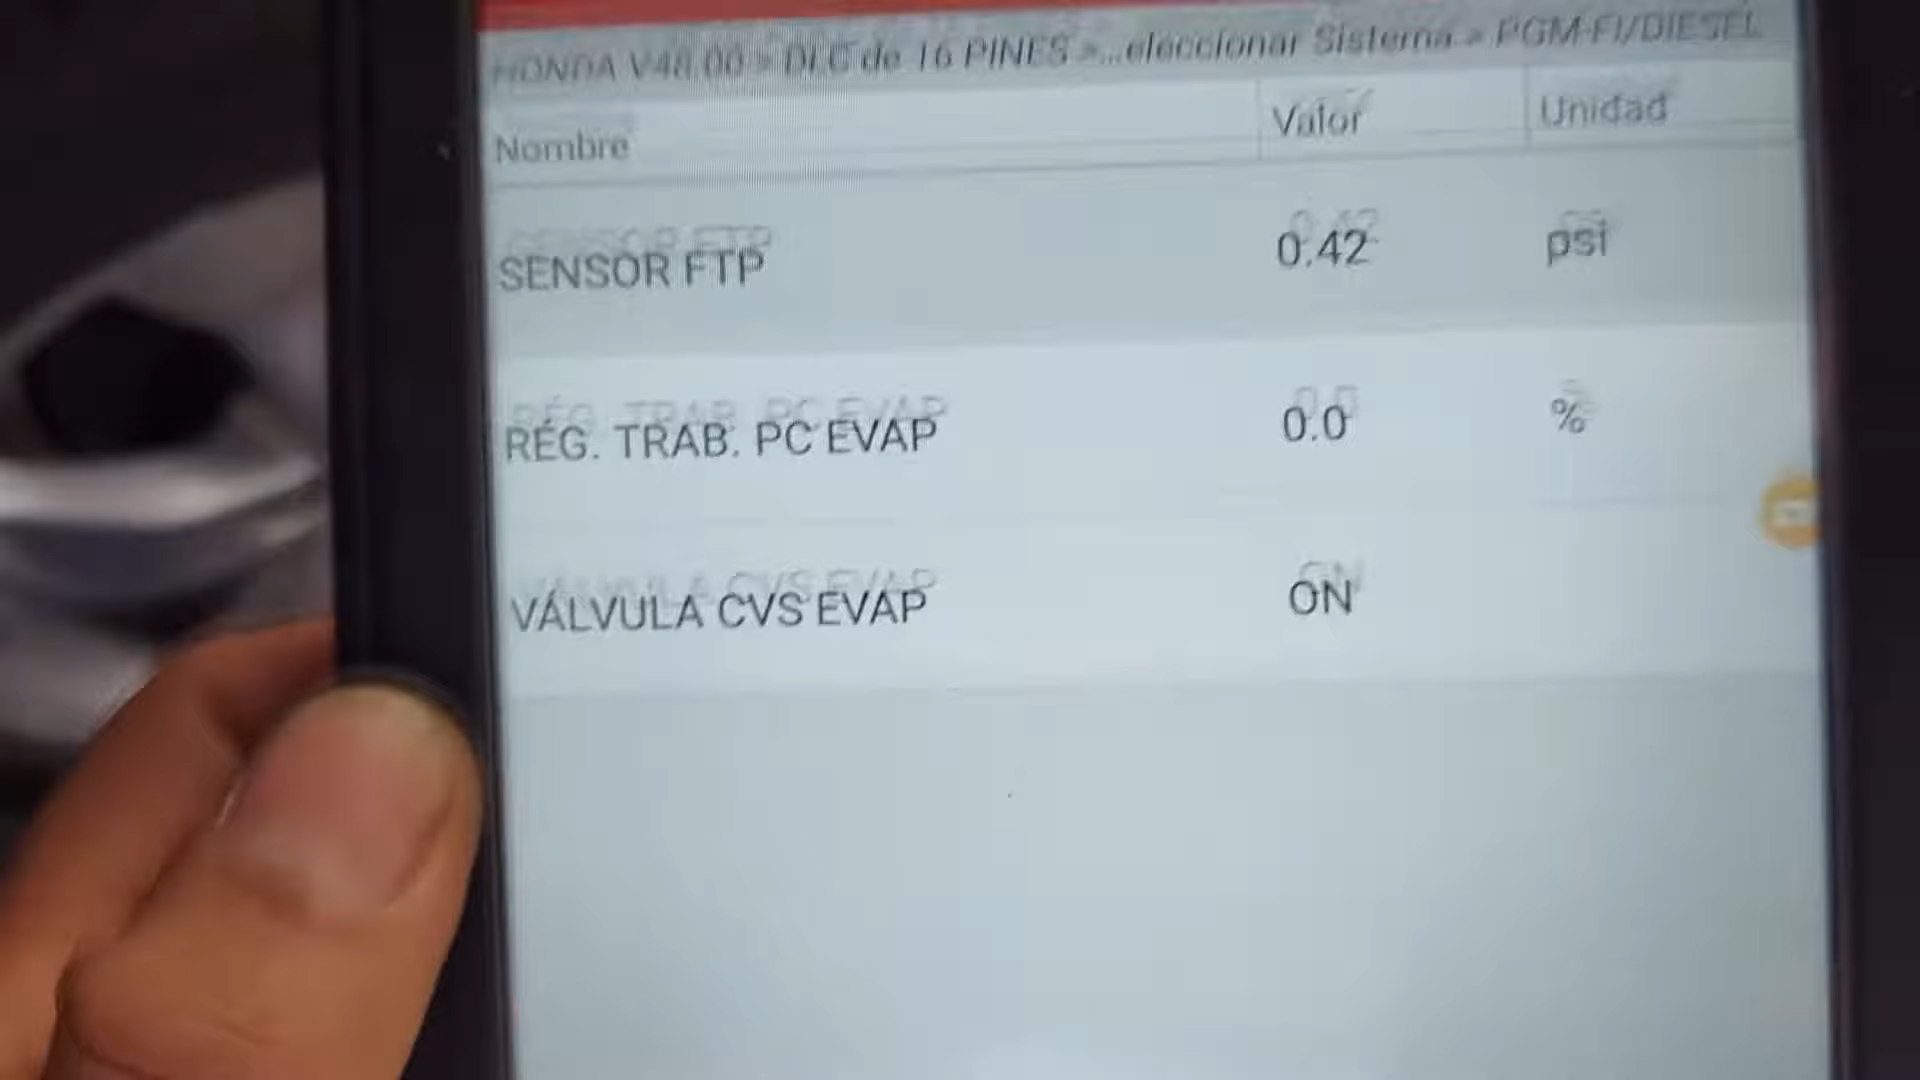 HONDA V48.00 > DLC de 16 PINES >...eleccionar Sistema > PGM-FI/DIESEL
Nombre Valor Unidad
SENSOR FTP 0.42 psi
RÉG. TRAB. PC EVAP 0.0 %
VÁLVULA CVS EVAP ON